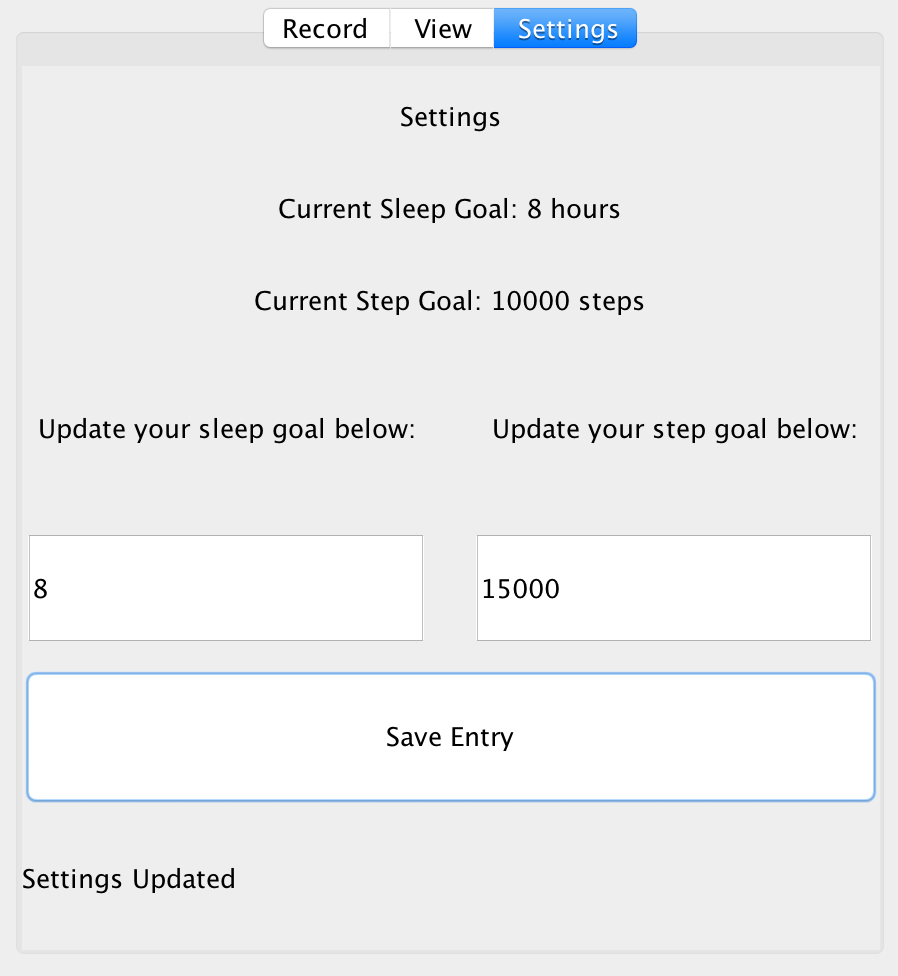 Record View Settings
Settings
Current Sleep Goal: 8 hours
Current Step Goal: 10000 steps
Update your sleep goal below: Update your step goal below:
8 15000
Save Entry
Settings Updated